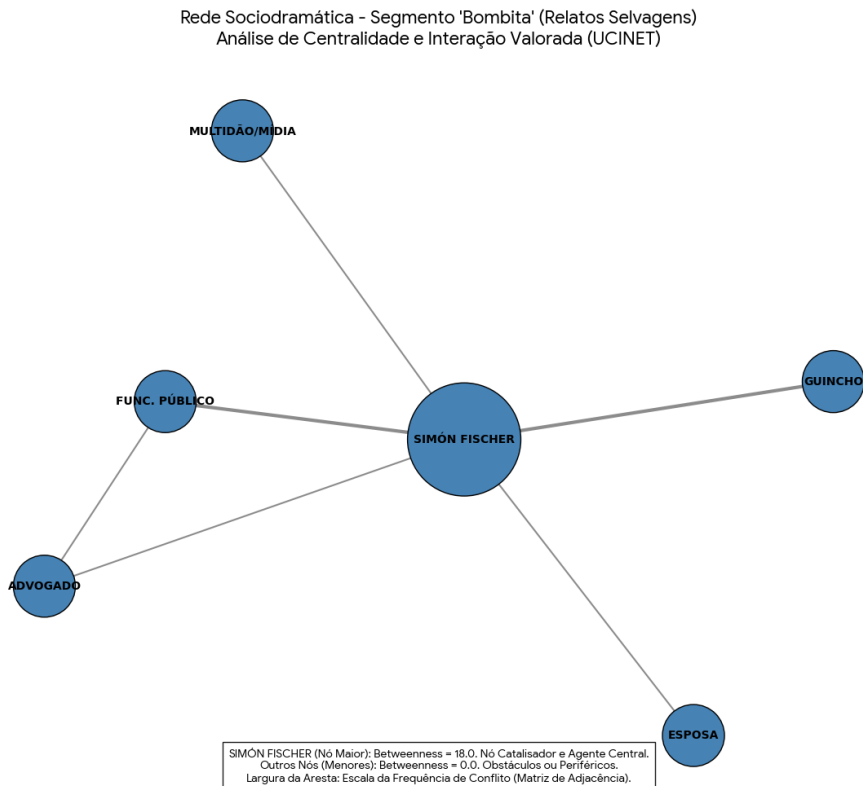 Rede Sociodramática - Segmento 'Bombita' (Relatos Selvagens)
Análise de Centralidade e Interação Valorada (UCINET)
MULTIDÃO/MÍDIA
GUINCHO
FUNC. PÚBLICO
SIMÓN FISCHER
ADVOGADO
ESPOSA
SIMÓN FISCHER (Nó Maior): Betweenness = 18.0. Nó Catalisador e Agente Central.
Outros Nós (Menores): Betweenness = 0.0. Obstáculos ou Periféricos.
Largura da Aresta: Escala da Frequência de Conflito (Matriz de Adjacência).